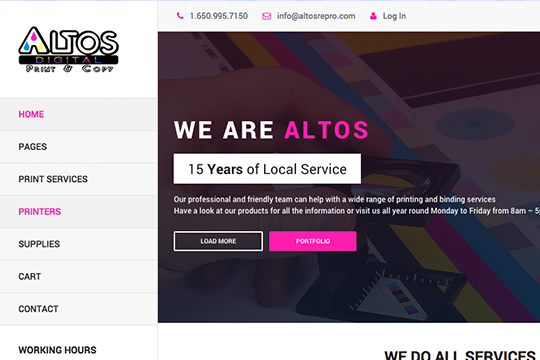 1.650.995.7150 info@altosrepro.com Log In
ALTOS
DIGITAL
Print & Copy
HOME
PAGES
PRINT SERVICES
PRINTERS
SUPPLIES
CART
CONTACT
WORKING HOURS
WE ARE ALTOS
15 Years of Local Service
Our professional and friendly team can help with a wide range of printing and binding services
Have a look at our products for all the information or visit us all year round Monday to Friday from 8am –
LOAD MORE PORTFOLIO
WE DO ALL SERVICES